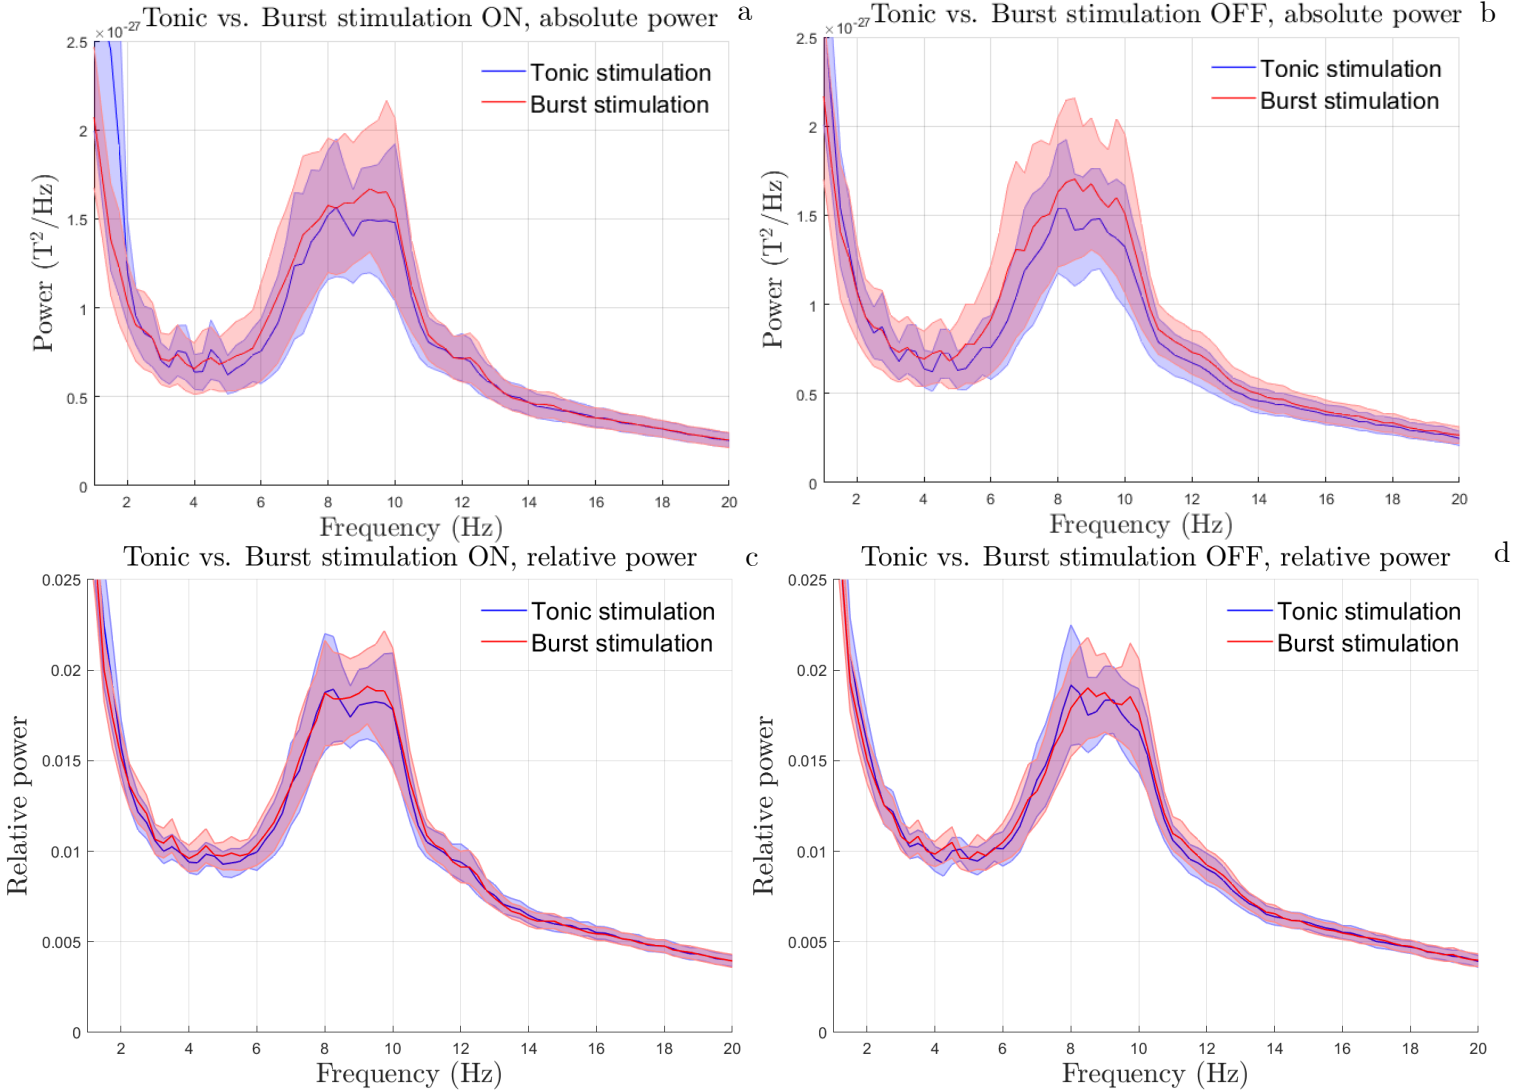 Tonic vs. Burst stimulation ON, absolute power
a
×10-27
2.5
2
1.5
1
0.5
0
Power (T2/Hz)
Tonic stimulation
Burst stimulation
2 4 6 8 10 12 14 16 18 20
Frequency (Hz)
Tonic vs. Burst stimulation OFF, absolute power
b
×10-27
2.5
2
1.5
1
0.5
0
Power (T2/Hz)
Tonic stimulation
Burst stimulation
2 4 6 8 10 12 14 16 18 20
Frequency (Hz)
Tonic vs. Burst stimulation ON, relative power
c
0.025
0.02
0.015
0.01
0.005
0
Relative power
Tonic stimulation
Burst stimulation
2 4 6 8 10 12 14 16 18 20
Frequency (Hz)
Tonic vs. Burst stimulation OFF, relative power
d
0.025
0.02
0.015
0.01
0.005
0
Relative power
Tonic stimulation
Burst stimulation
2 4 6 8 10 12 14 16 18 20
Frequency (Hz)